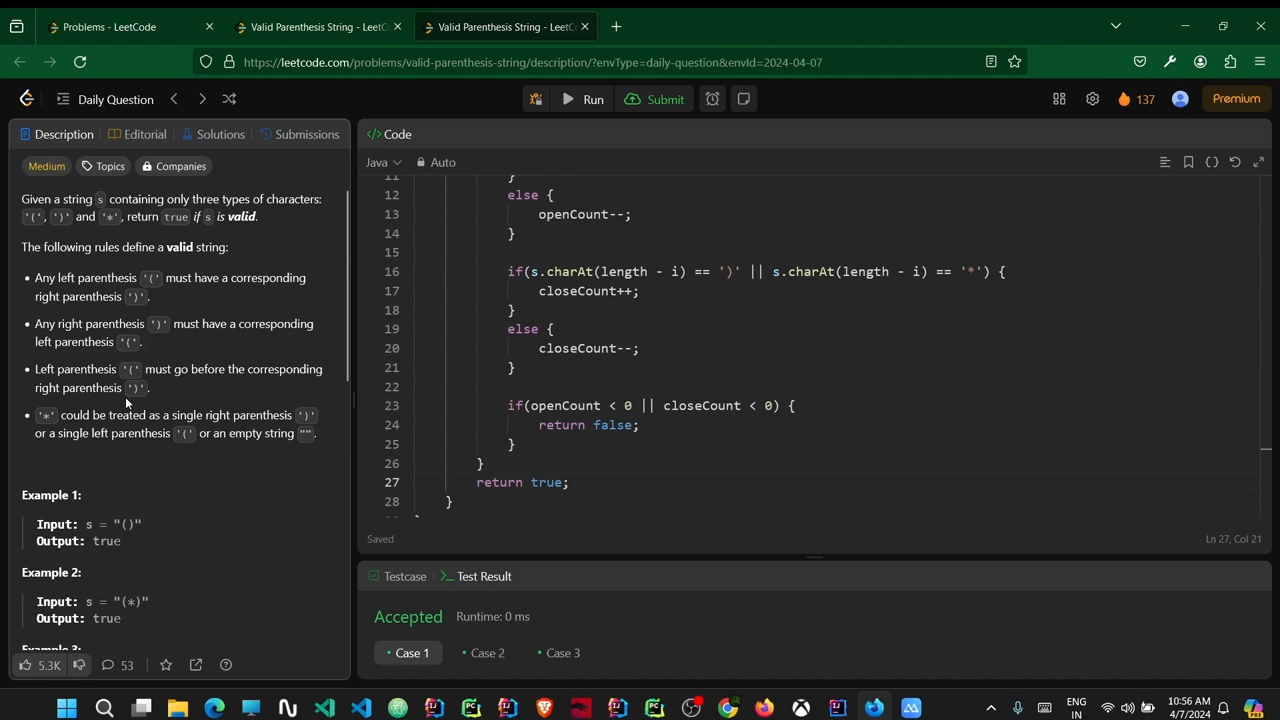 Problems - LeetCode
Valid Parenthesis String - LeetC
Valid Parenthesis String - LeetC
https://leetcode.com/problems/valid-parenthesis-string/description/?envType=daily-question&envId=2024-04-07
Daily Question
Run
Submit
137
Premium
Description
Editorial
Solutions
Submissions
Medium
Topics
Companies
Given a string s containing only three types of characters:
'(', ')' and '*', return true if s is valid.
The following rules define a valid string:
• Any left parenthesis '(' must have a corresponding
right parenthesis ')'.
• Any right parenthesis ')' must have a corresponding
left parenthesis '('.
• Left parenthesis '(' must go before the corresponding
right parenthesis ')'.
• '*' could be treated as a single right parenthesis ')'
or a single left parenthesis '(' or an empty string "".
Example 1:
Input: s = "()"
Output: true
Example 2:
Input: s = "(*)"
Output: true
Example 3:
5.3K
53
</> Code
Java
Auto
11 }
12 else {
13 openCount--;
14 }
15
16 if(s.charAt(length - i) == ')' || s.charAt(length - i) == '*') {
17 closeCount++;
18 }
19 else {
20 closeCount--;
21 }
22
23 if(openCount < 0 || closeCount < 0) {
24 return false;
25 }
26 }
27 return true;
28 }
Saved
Ln 27, Col 21
Testcase
Test Result
Accepted
Runtime: 0 ms
• Case 1
• Case 2
• Case 3
ENG
IN
10:56 AM
4/7/2024